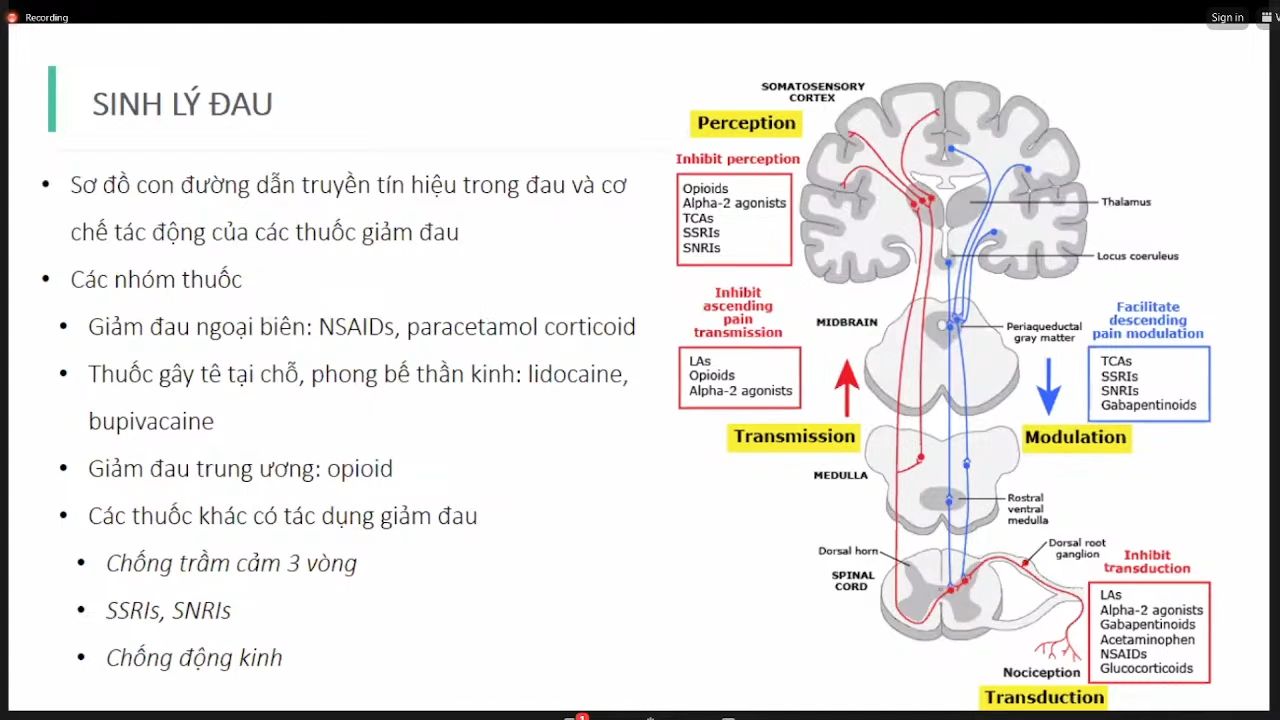 Recording
Sign in
SINH LÝ ĐAU
• Sơ đồ con đường dẫn truyền tín hiệu trong đau và cơ
chế tác động của các thuốc giảm đau
• Các nhóm thuốc
• Giảm đau ngoại biên: NSAIDs, paracetamol corticoid
• Thuốc gây tê tại chỗ, phong bế thần kinh: lidocaine,
bupivacaine
• Giảm đau trung ương: opioid
• Các thuốc khác có tác dụng giảm đau
• Chống trầm cảm 3 vòng
• SSRIs, SNRIs
• Chống động kinh
SOMATOSENSORY
CORTEX
Perception
Inhibit perception
Opioids
Alpha-2 agonists
TCAs
SSRIs
SNRIs
Thalamus
Locus coeruleus
Inhibit
ascending
pain
transmission
LAs
Opioids
Alpha-2 agonists
MIDBRAIN
Periaqueductal
gray matter
Facilitate
descending
pain modulation
TCAs
SSRIs
SNRIs
Gabapentinoids
Transmission
Modulation
MEDULLA
Rostral
ventral
medulla
Dorsal horn
SPINAL
CORD
Dorsal root
ganglion
Inhibit
transduction
LAs
Alpha-2 agonists
Gabapentinoids
Acetaminophen
NSAIDs
Glucocorticoids
Nociception
Transduction
1